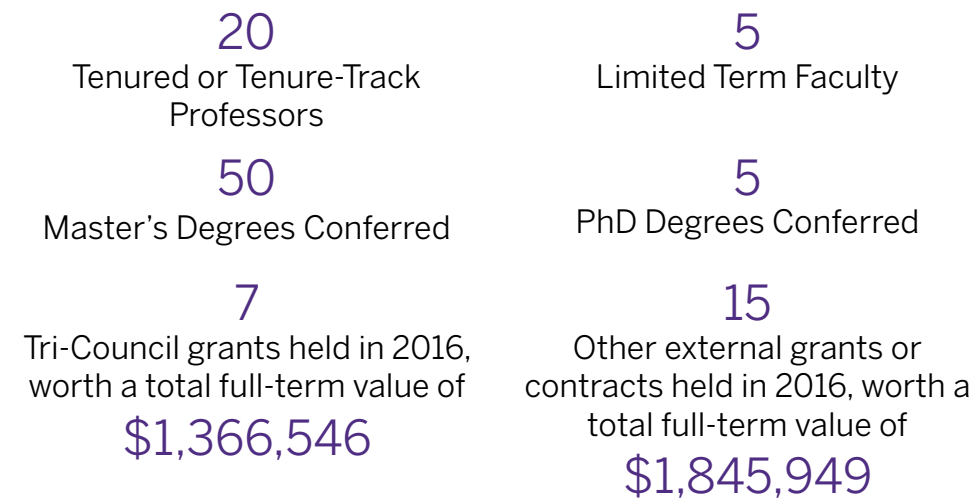 20
Tenured or Tenure-Track
Professors
5
Limited Term Faculty
50
Master’s Degrees Conferred
5
PhD Degrees Conferred
7
Tri-Council grants held in 2016,
worth a total full-term value of
$1,366,546
15
Other external grants or
contracts held in 2016, worth a
total full-term value of
$1,845,949